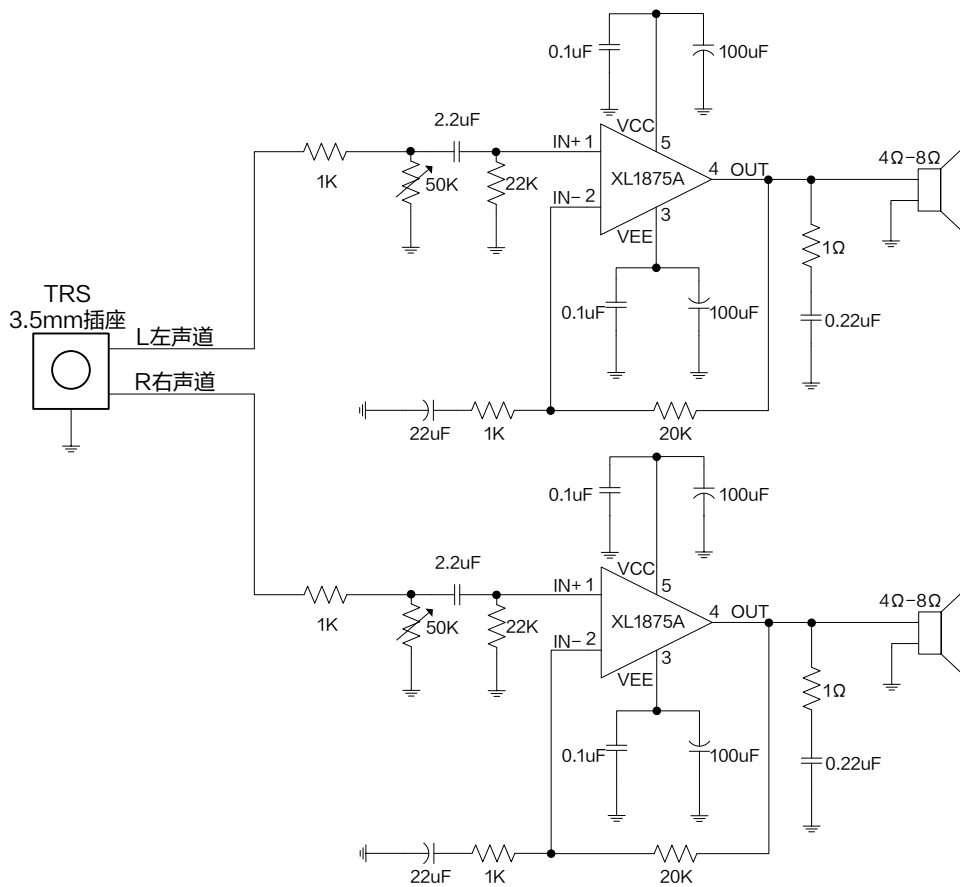 0.1uF
100uF
2.2uF
VCC
IN+ 1
5
4Ω-8Ω
1K
50K
22K
XL1875A
4 OUT
IN- 2
3
VEE
1Ω
TRS
3.5mm插座
0.1uF
100uF
0.22uF
L左声道
R右声道
22uF
1K
20K
0.1uF
100uF
2.2uF
VCC
IN+ 1
5
4Ω-8Ω
1K
50K
22K
XL1875A
4 OUT
IN- 2
3
VEE
1Ω
0.1uF
100uF
0.22uF
22uF
1K
20K